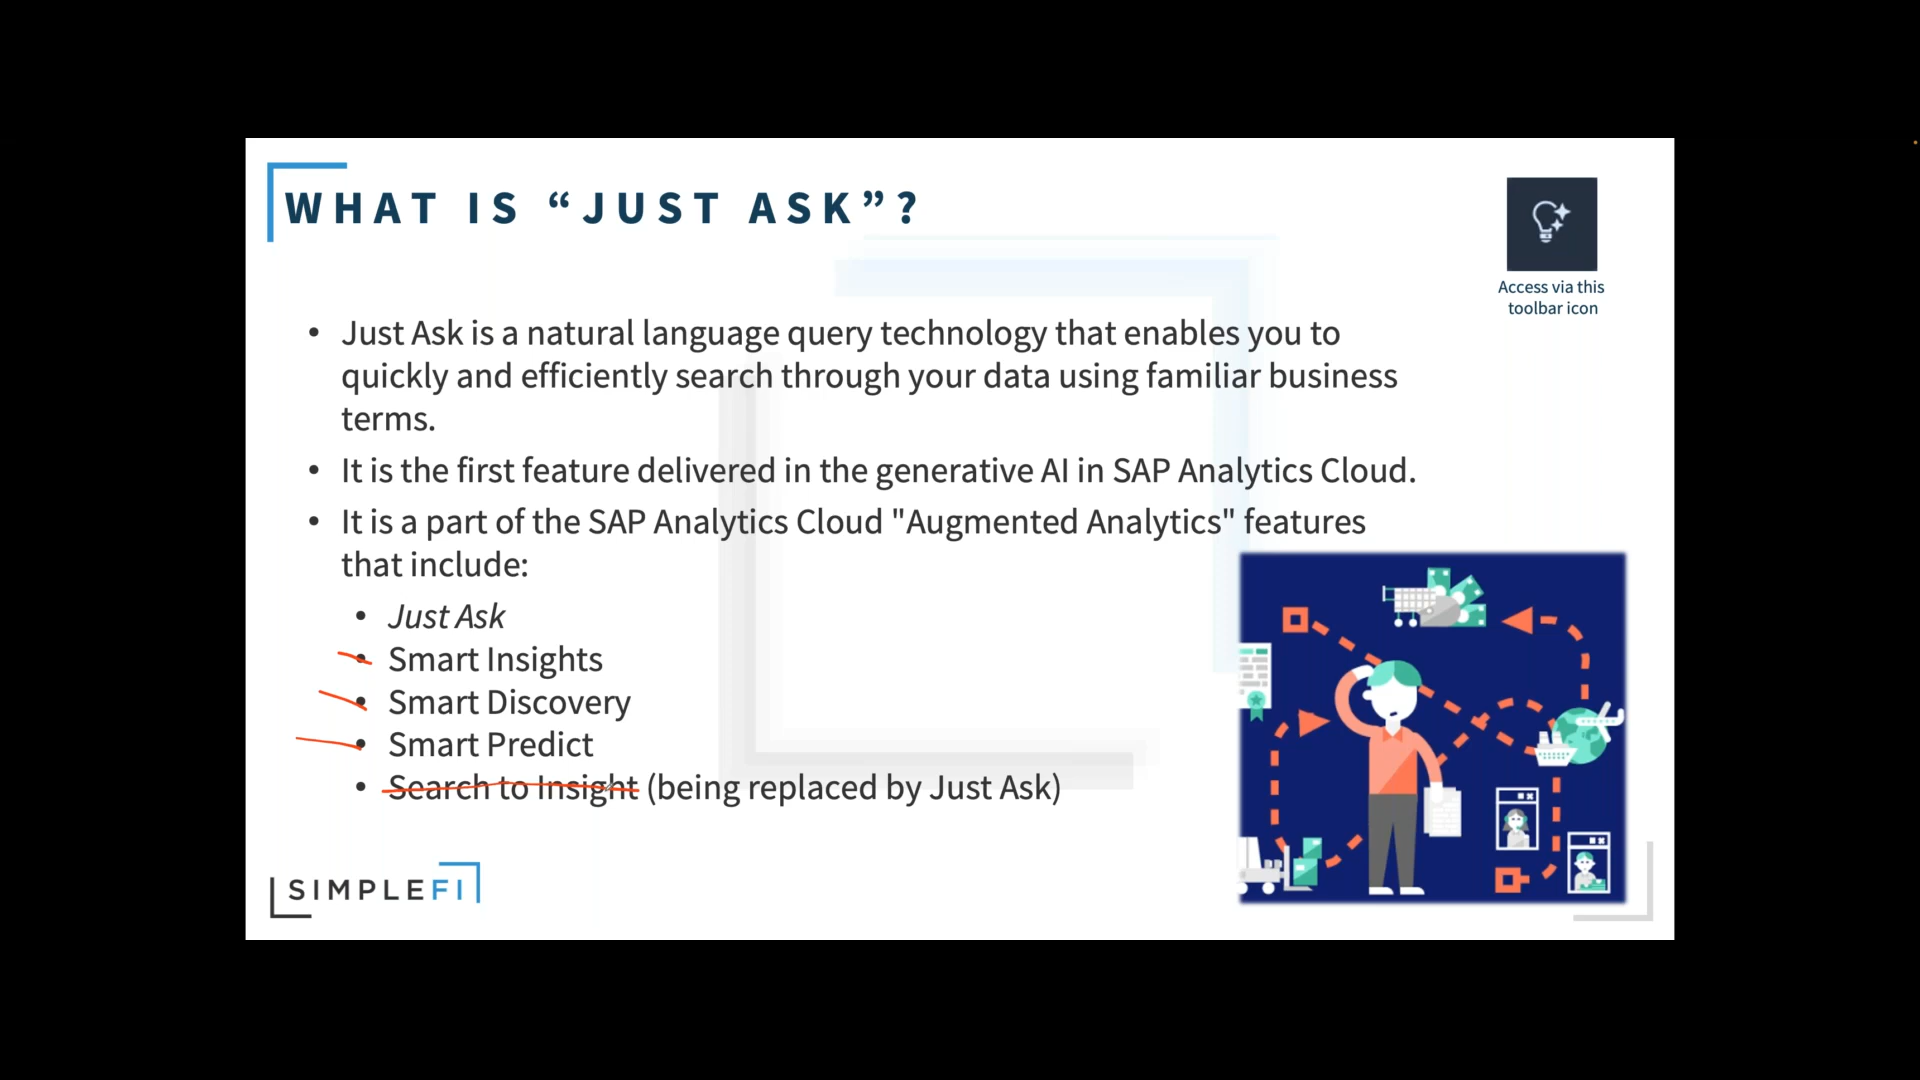 WHAT IS “JUST ASK”?
Access via this
toolbar icon
• Just Ask is a natural language query technology that enables you to
quickly and efficiently search through your data using familiar business
terms.
• It is the first feature delivered in the generative AI in SAP Analytics Cloud.
• It is a part of the SAP Analytics Cloud "Augmented Analytics" features
that include:
• Just Ask
• Smart Insights
• Smart Discovery
• Smart Predict
• Search to Insight (being replaced by Just Ask)
SIMPLEFI